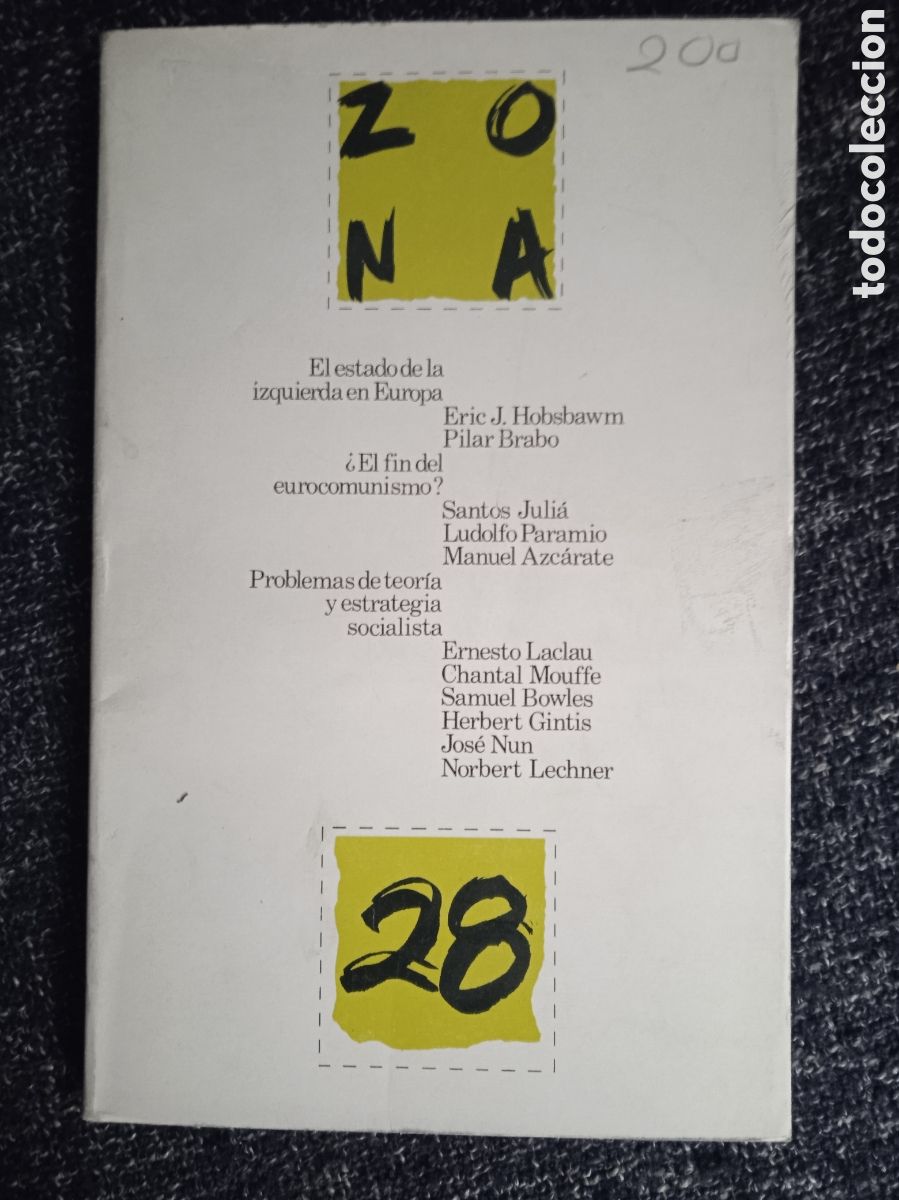 200
todocoleccion
Z O
N A
El estado de la
izquierda en Europa
Eric J. Hobsbawm
Pilar Brabo
¿El fin del
eurocomunismo?
Santos Juliá
Ludolfo Paramio
Manuel Azcárate
Problemas de teoría
y estrategia
socialista
Ernesto Laclau
Chantal Mouffe
Samuel Bowles
Herbert Gintis
José Nun
Norbert Lechner
28